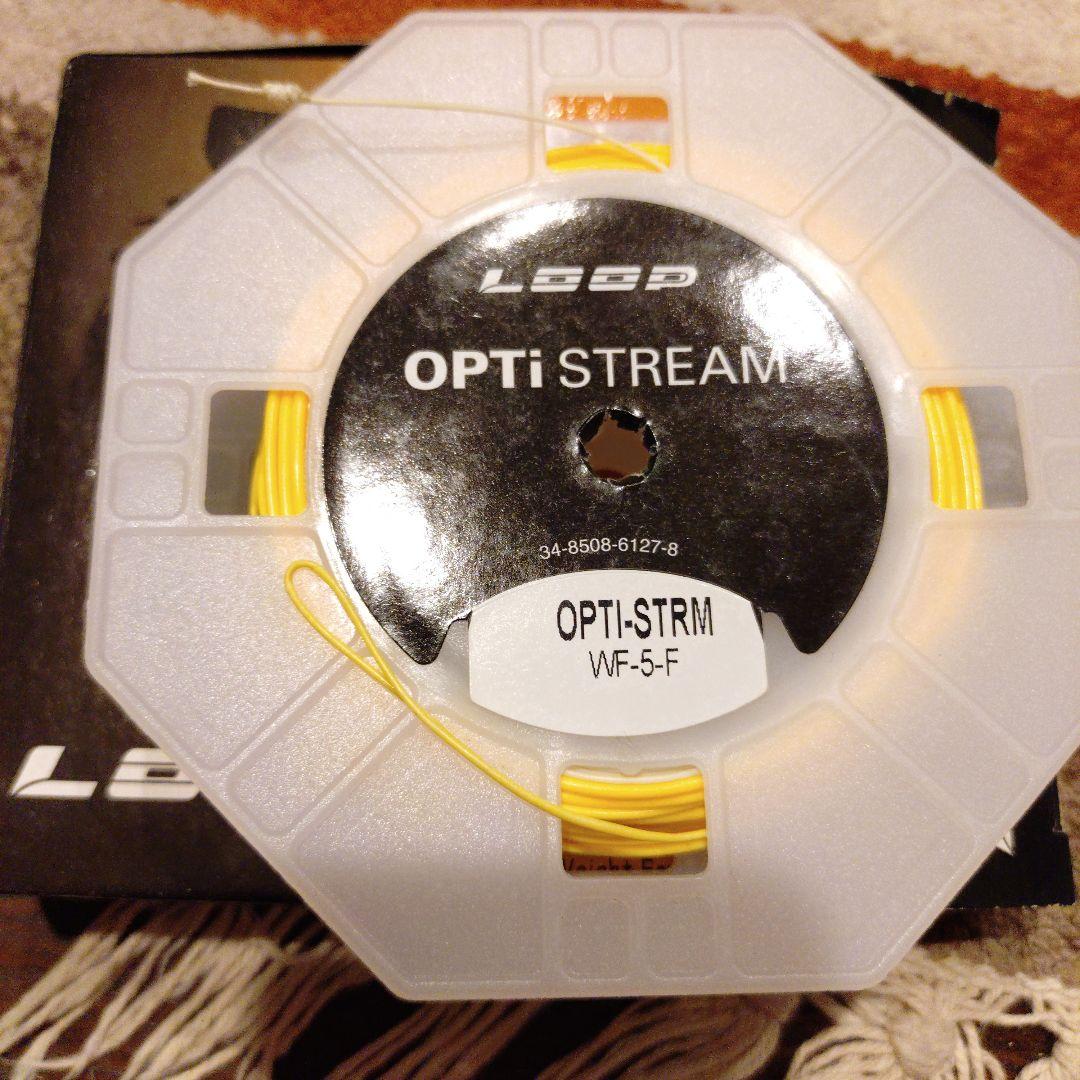 LOOP
OPTi STREAM
34-8508-6127-8
OPTI-STRM
WF-5-F